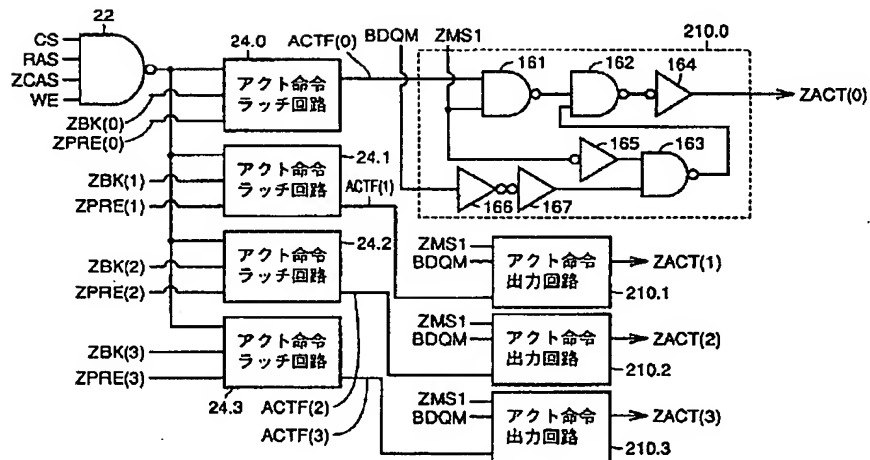 22
CS
RAS
ZCAS
WE
ZBK(0)
ZPRE(0)
24.0
アクト命令
ラッチ回路
ACTF(0)
BDQM
ZMS1
210.0
161
162
164
ZACT(0)
165
163
166
167
24.1
アクト命令
ラッチ回路
ACTF(1)
ZBK(1)
ZPRE(1)
24.2
アクト命令
ラッチ回路
ZBK(2)
ZPRE(2)
アクト命令
ラッチ回路
ZBK(3)
ZPRE(3)
24.3
ACTF(2)
ACTF(3)
ZMS1
BDQM
アクト命令
出力回路
ZACT(1)
210.1
ZMS1
BDQM
アクト命令
出力回路
ZACT(2)
210.2
ZMS1
BDQM
アクト命令
出力回路
ZACT(3)
210.3